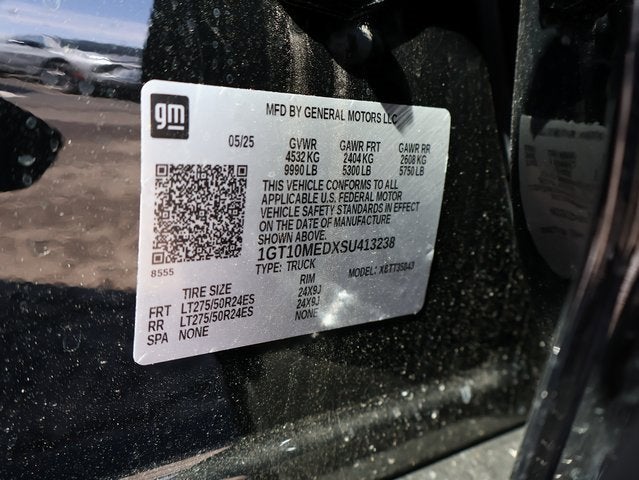 gm
MFD BY GENERAL MOTORS LLC
05/25
GVWR GAWR FRT GAWR RR
4532 KG 2404 KG 2608 KG
9990 LB 5300 LB 5750 LB
THIS VEHICLE CONFORMS TO ALL
APPLICABLE U.S. FEDERAL MOTOR
VEHICLE SAFETY STANDARDS IN EFFECT
ON THE DATE OF MANUFACTURE
SHOWN ABOVE.
1GT10MEDXSU413238
8555
TYPE: TRUCK MODEL:
TIRE SIZE RIM
FRT LT275/50R24ES 24X9J
RR LT275/50R24ES 24X9J
SPA NONE NONE